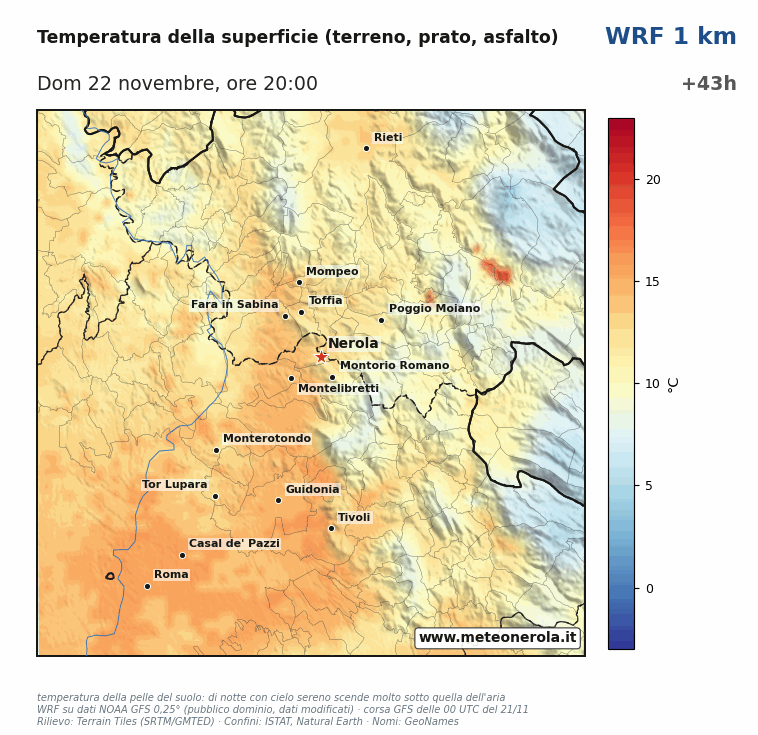 Temperatura della superficie (terreno, prato, asfalto)
WRF 1 km
Dom 22 novembre, ore 20:00
+43h
Rieti
Mompeo
Toffia
Fara in Sabina
Poggio Moiano
Nerola
Montorio Romano
Montelibretti
Monterotondo
Tor Lupara
Guidonia
Tivoli
Casal de' Pazzi
Roma
www.meteonerola.it
20
15
10
5
0
°C
temperatura della pelle del suolo: di notte con cielo sereno scende molto sotto quella dell'aria
WRF su dati NOAA GFS 0,25° (pubblico dominio, dati modificati) · corsa GFS delle 00 UTC del 21/11
Rilievo: Terrain Tiles (SRTM/GMTED) · Confini: ISTAT, Natural Earth · Nomi: GeoNames